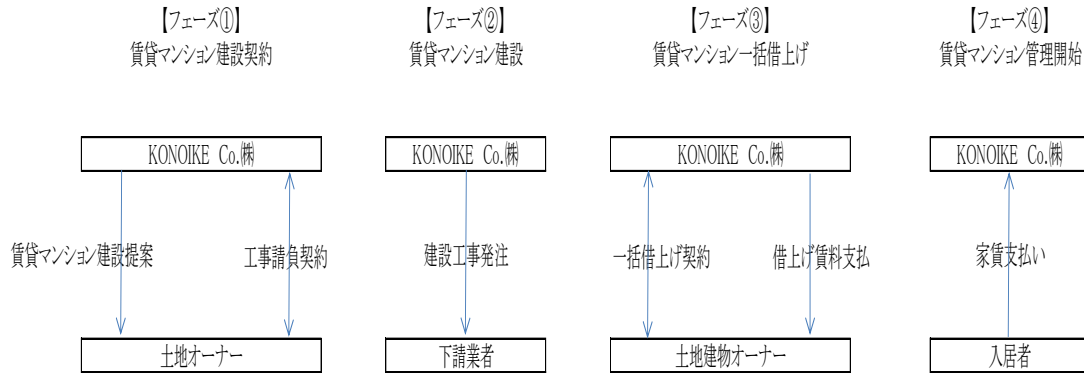 【フェーズ①】
賃貸マンション建設契約
【フェーズ②】
賃貸マンション建設
【フェーズ③】
賃貸マンション一括借上げ
【フェーズ④】
賃貸マンション管理開始
KONOIKE Co.㈱
KONOIKE Co.㈱
KONOIKE Co.㈱
KONOIKE Co.㈱
賃貸マンション建設提案
工事請負契約
建設工事発注
一括借上げ契約
借上げ賃料支払
家賃支払い
土地オーナー
下請業者
土地建物オーナー
入居者